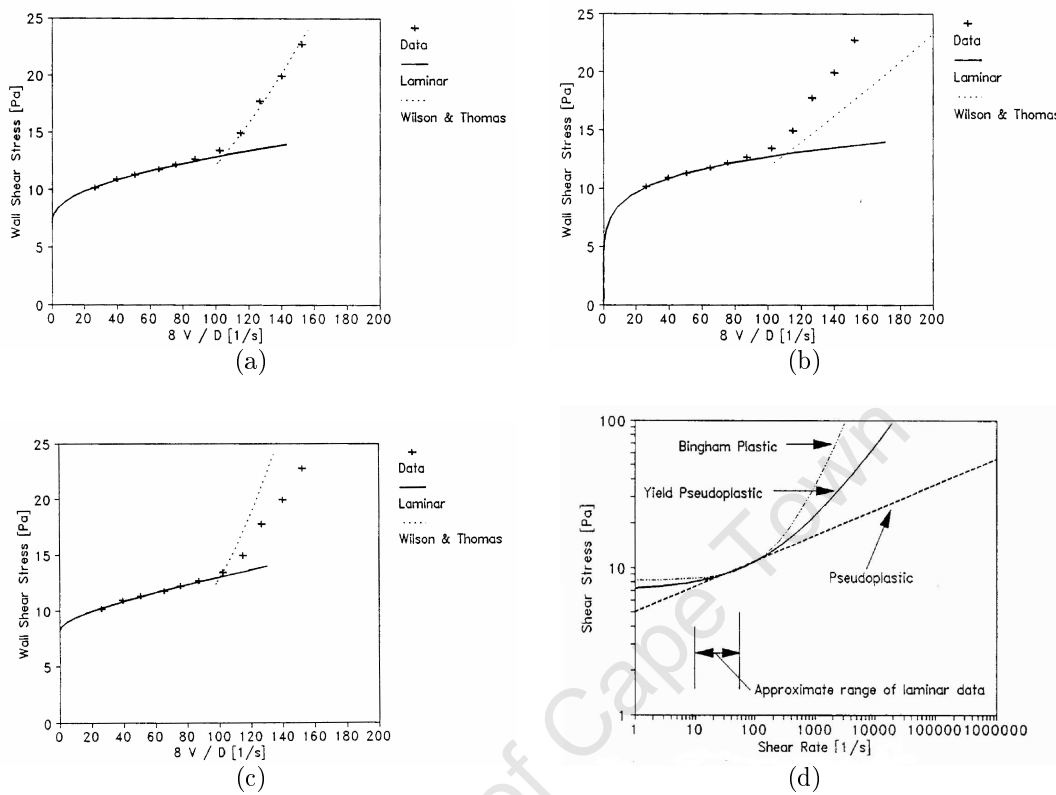 25
20
15
10
5
0
Wall Shear Stress [Pa]
0 20 40 60 80 100 120 140 160 180 200
8 V / D [1/s]
+
Data
Laminar
Wilson & Thomas
(a)
25
20
15
10
5
0
Wall Shear Stress [Pa]
0 20 40 60 80 100 120 140 160 180 200
8 V / D [1/s]
+
Data
Laminar
Wilson & Thomas
(b)
25
20
15
10
5
0
Wall Shear Stress [Pa]
0 20 40 60 80 100 120 140 160 180 200
8 V / D [1/s]
+
Data
Laminar
Wilson & Thomas
(c)
100
10
1
Shear Stress [Pa]
Bingham Plastic
Yield Pseudoplastic
Pseudoplastic
Approximate range of laminar data
1 10 100 1000 10000 100000 1000000
Shear Rate [1/s]
(d)
of Cape Town